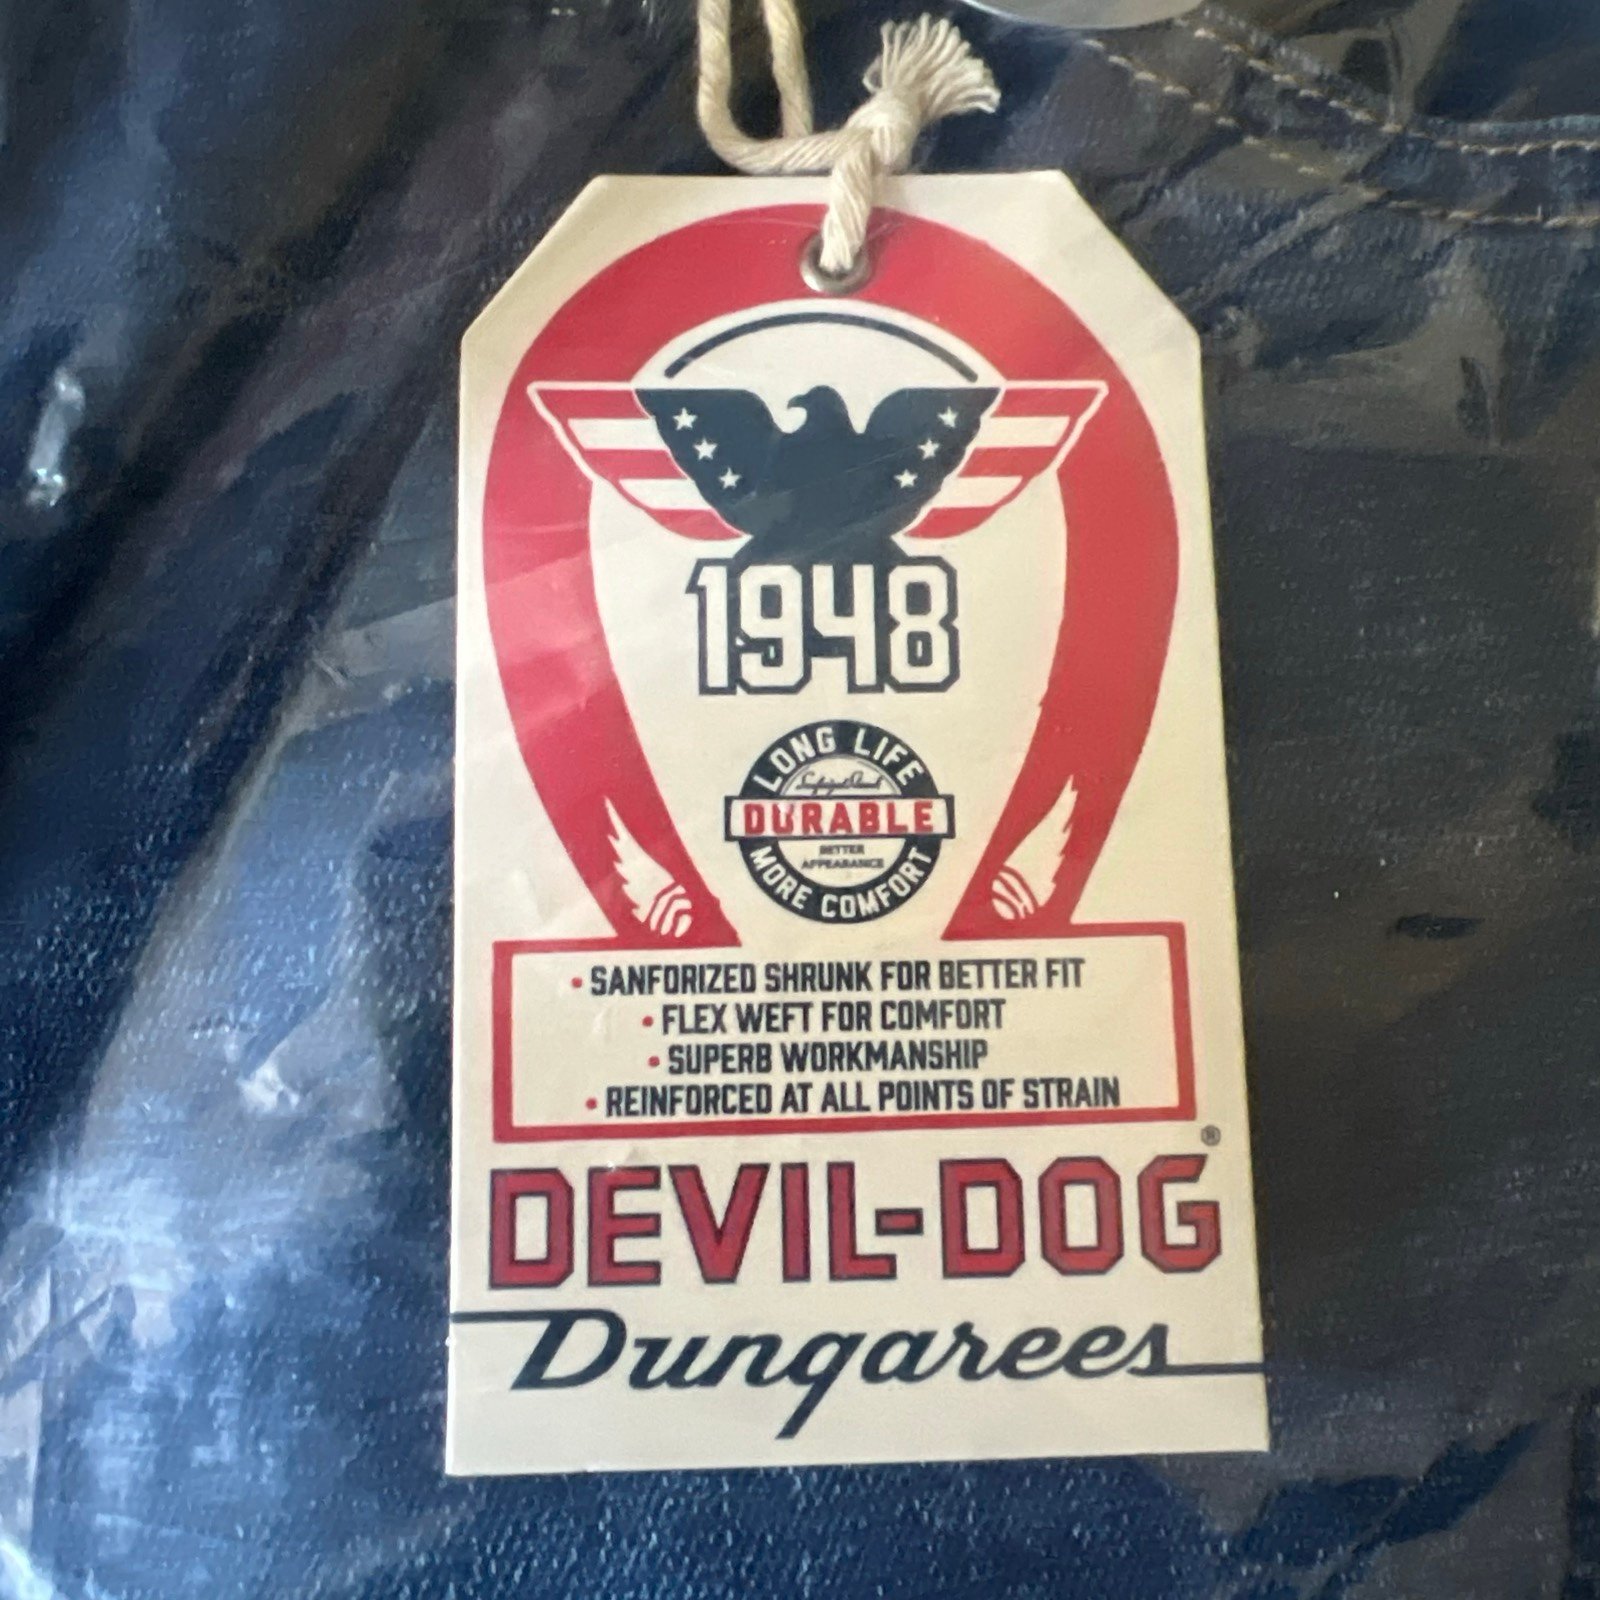 1948
LONG LIFE
DURABLE
BETTER
APPEARANCE
MORE COMFORT
• SANFORIZED SHRUNK FOR BETTER FIT
• FLEX WEFT FOR COMFORT
• SUPERB WORKMANSHIP
• REINFORCED AT ALL POINTS OF STRAIN
®
DEVIL-DOG
Dungarees